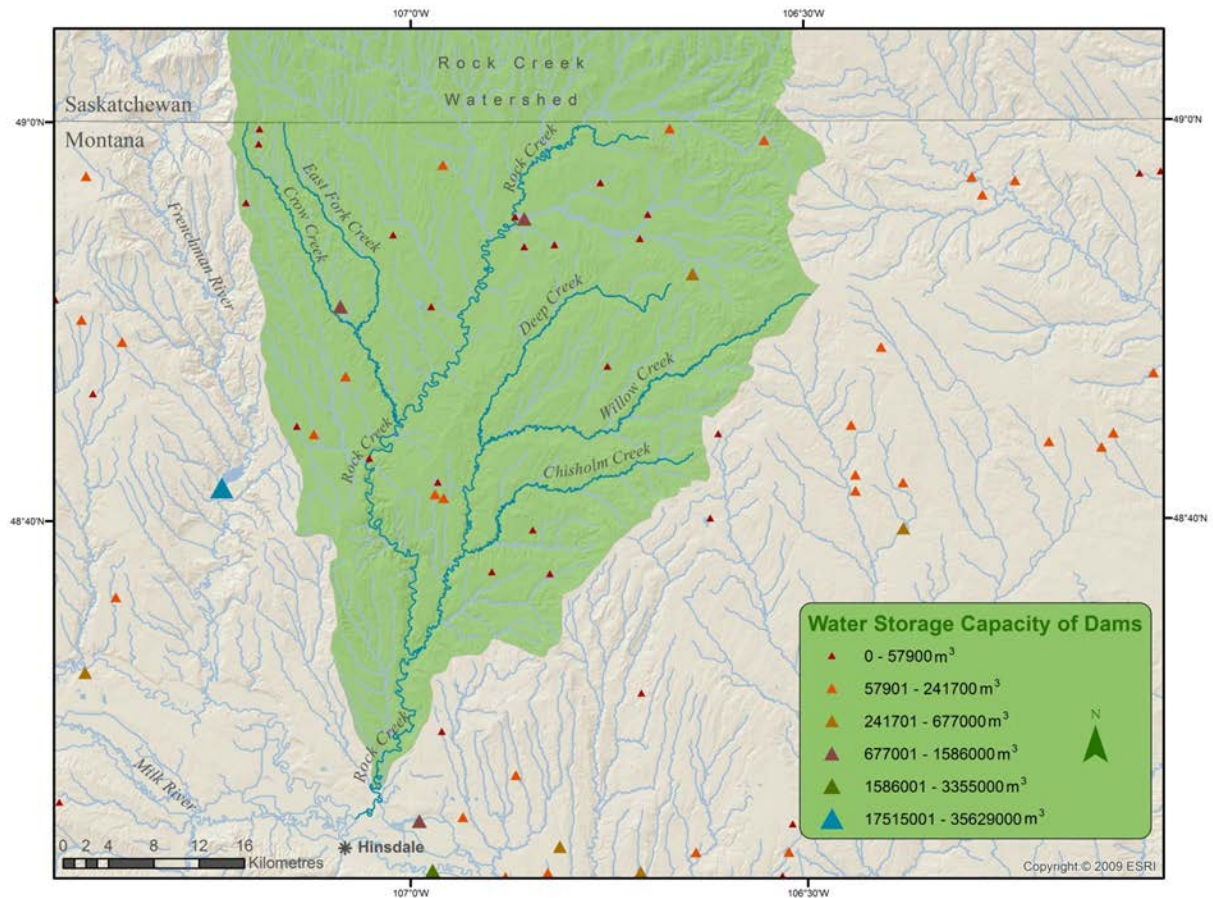 107°0'W
106°30'W
Rock Creek
Watershed
Saskatchewan
49°0'N
49°0'N
Montana
Rock Creek
East Fork Creek
Crow Creek
Frenchman River
Deep Creek
Willow Creek
Rock Creek
Chisholm Creek
48°40'N
48°40'N
Water Storage Capacity of Dams
0 - 57900 m³
57901 - 241700 m³
241701 - 677000 m³
N
677001 - 1586000 m³
1586001 - 3355000 m³
17515001 - 35629000 m³
Rock Creek
Milk River
Hinsdale
0 2 4 8 12 16
Kilometres
Copyright:© 2009 ESRI
107°0'W
106°30'W